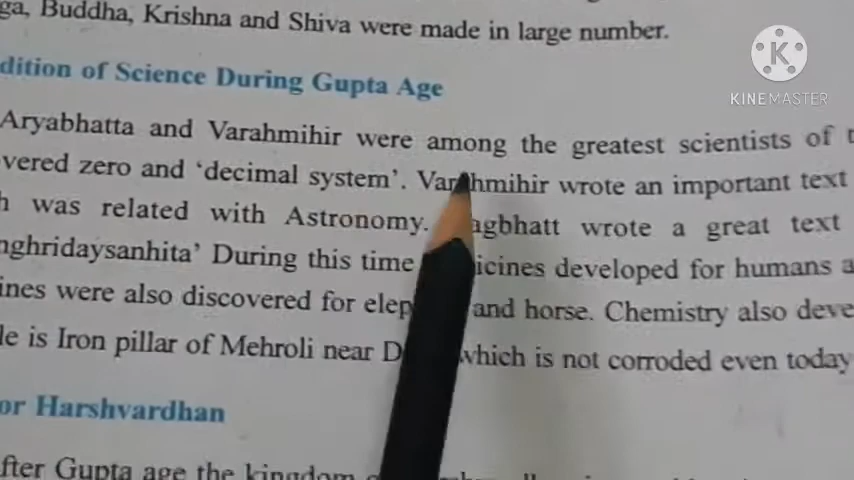 Buddha, Krishna and Shiva were made in large number.
KINEMASTER
dition of Science During Gupta Age
Aryabhatta and Varahmihir were among the greatest scientists of
vered zero and 'decimal system'. Varahmihir wrote an important text
was related with Astronomy. wrote a great text
nghridaysanhita' During this time developed for humans
ines were also discovered for and horse. Chemistry also deve
le is Iron pillar of Mehroli near which is not corroded even today
or Harshvardhan
fter Gupta age the kingdom